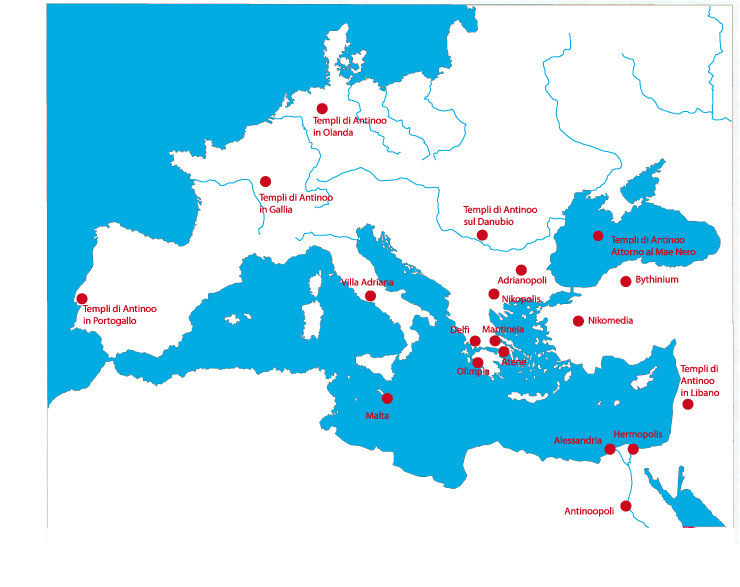 Templi di Antinoo
in Olanda
Templi di Antinoo
in Gallia
Templi di Antinoo
sul Danubio
Templi di Antinoo
Attorno al Mae Nero
Villa Adriana
Adrianopoli
Bythinium
Nikopolis
Templi di Antinoo
in Portogallo
Nikomedia
Delfi
Mantineia
Atene
Olimpia
Templi di
Antinoo
in Libano
Malta
Alessandria
Hermopolis
Antinoopoli